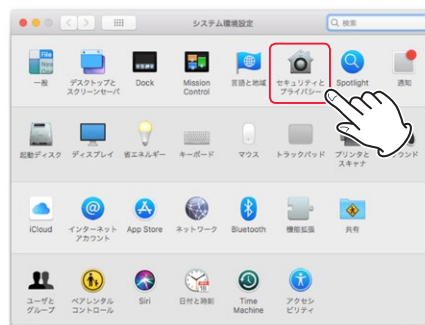 システム環境設定
検索
一般
デスクトップと
スクリーンセーバ
Dock
Mission
Control
言語と地域
セキュリティと
プライバシー
Spotlight
通知
起動ディスク
ディスプレイ
省エネルギー
キーボード
マウス
トラックパッド
プリンタと
スキャナ
サウンド
iCloud
インターネット
アカウント
App Store
ネットワーク
Bluetooth
機能拡張
共有
ユーザと
グループ
ペアレンタル
コントロール
Siri
日付と時刻
Time
Machine
アクセシ
ビリティ